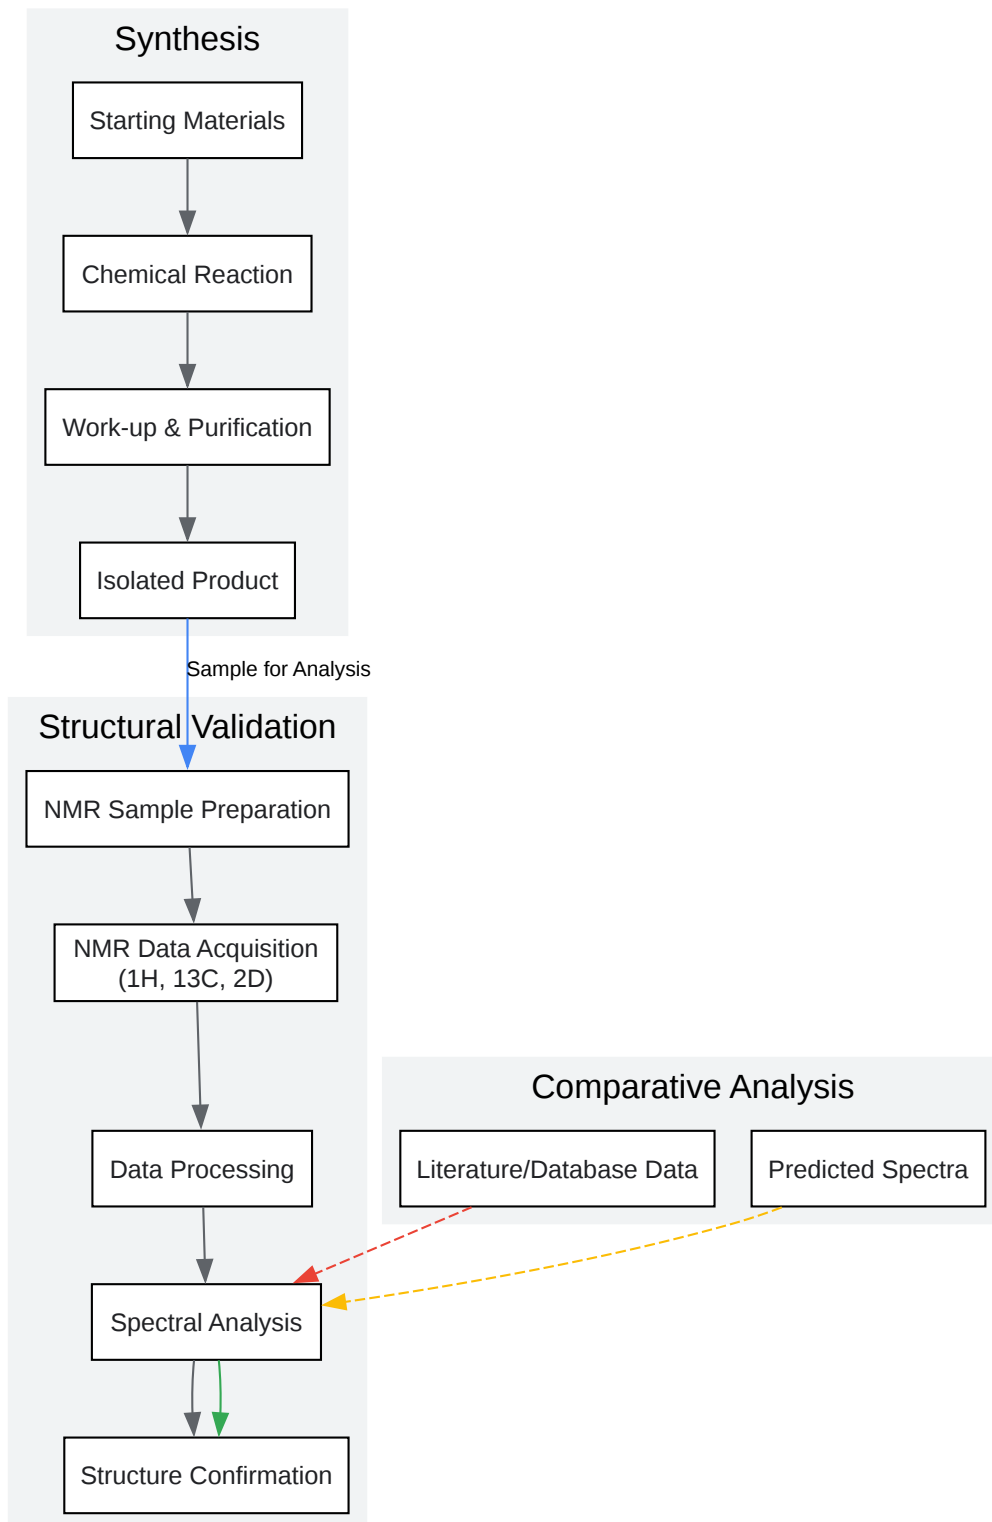 Synthesis
Starting Materials
Chemical Reaction
Work-up & Purification
Isolated Product
Sample for Analysis
Structural Validation
NMR Sample Preparation
NMR Data Acquisition
(1H, 13C, 2D)
Comparative Analysis
Data Processing
Literature/Database Data
Predicted Spectra
Spectral Analysis
Structure Confirmation